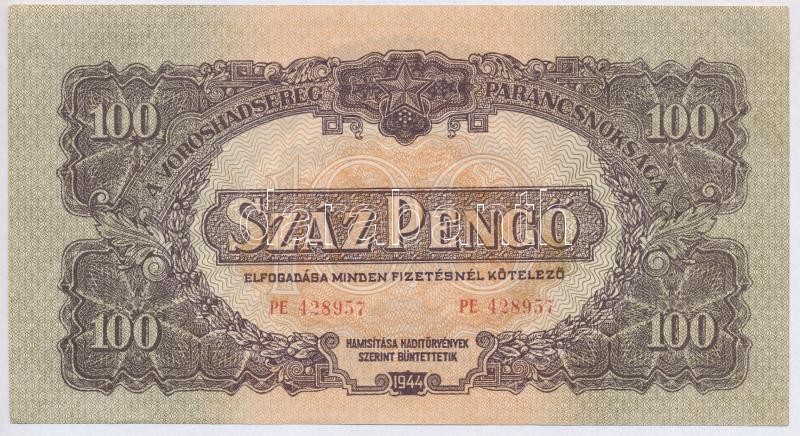 A VÖRÖSHADSEREG PARANCSNOKSÁGA
100 100
SZÁZ PENGŐ
ELFOGADÁSA MINDEN FIZETÉSNÉL KÖTELEZŐ
PE 428957 PE 428957
100 100
HAMISÍTÁSA HADITÖRVÉNYEK
SZERINT BÜNTETTETIK
1944